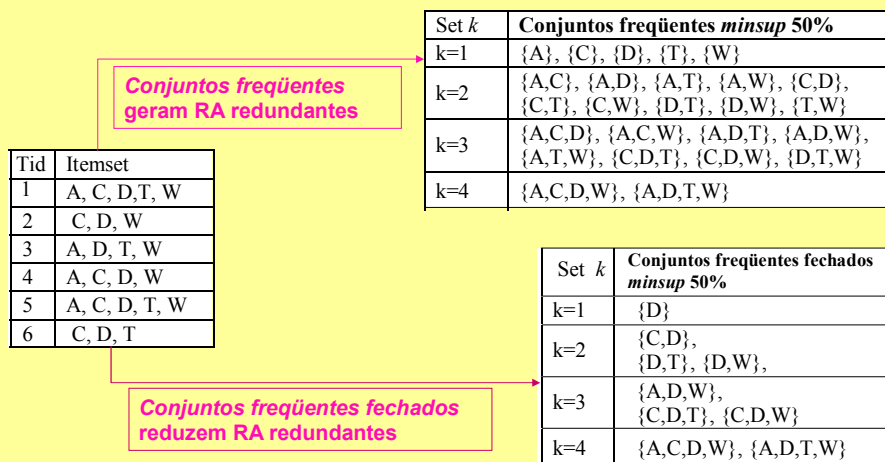 Set k Conjuntos freqüentes minsup 50%
k=1 {A}, {C}, {D}, {T}, {W}
k=2 {A,C}, {A,D}, {A,T}, {A,W}, {C,D},
{C,T}, {C,W}, {D,T}, {D,W}, {T,W}
k=3 {A,C,D}, {A,C,W}, {A,D,T}, {A,D,W},
{A,T,W}, {C,D,T}, {C,D,W}, {D,T,W}
k=4 {A,C,D,W}, {A,D,T,W}
Conjuntos freqüentes
geram RA redundantes
Tid Itemset
1 A, C, D,T, W
2 C, D, W
3 A, D, T, W
4 A, C, D, W
5 A, C, D, T, W
6 C, D, T
Set k Conjuntos freqüentes fechados
minsup 50%
k=1 {D}
k=2 {C,D},
{D,T}, {D,W},
k=3 {A,D,W},
{C,D,T}, {C,D,W}
k=4 {A,C,D,W}, {A,D,T,W}
Conjuntos freqüentes fechados
reduzem RA redundantes